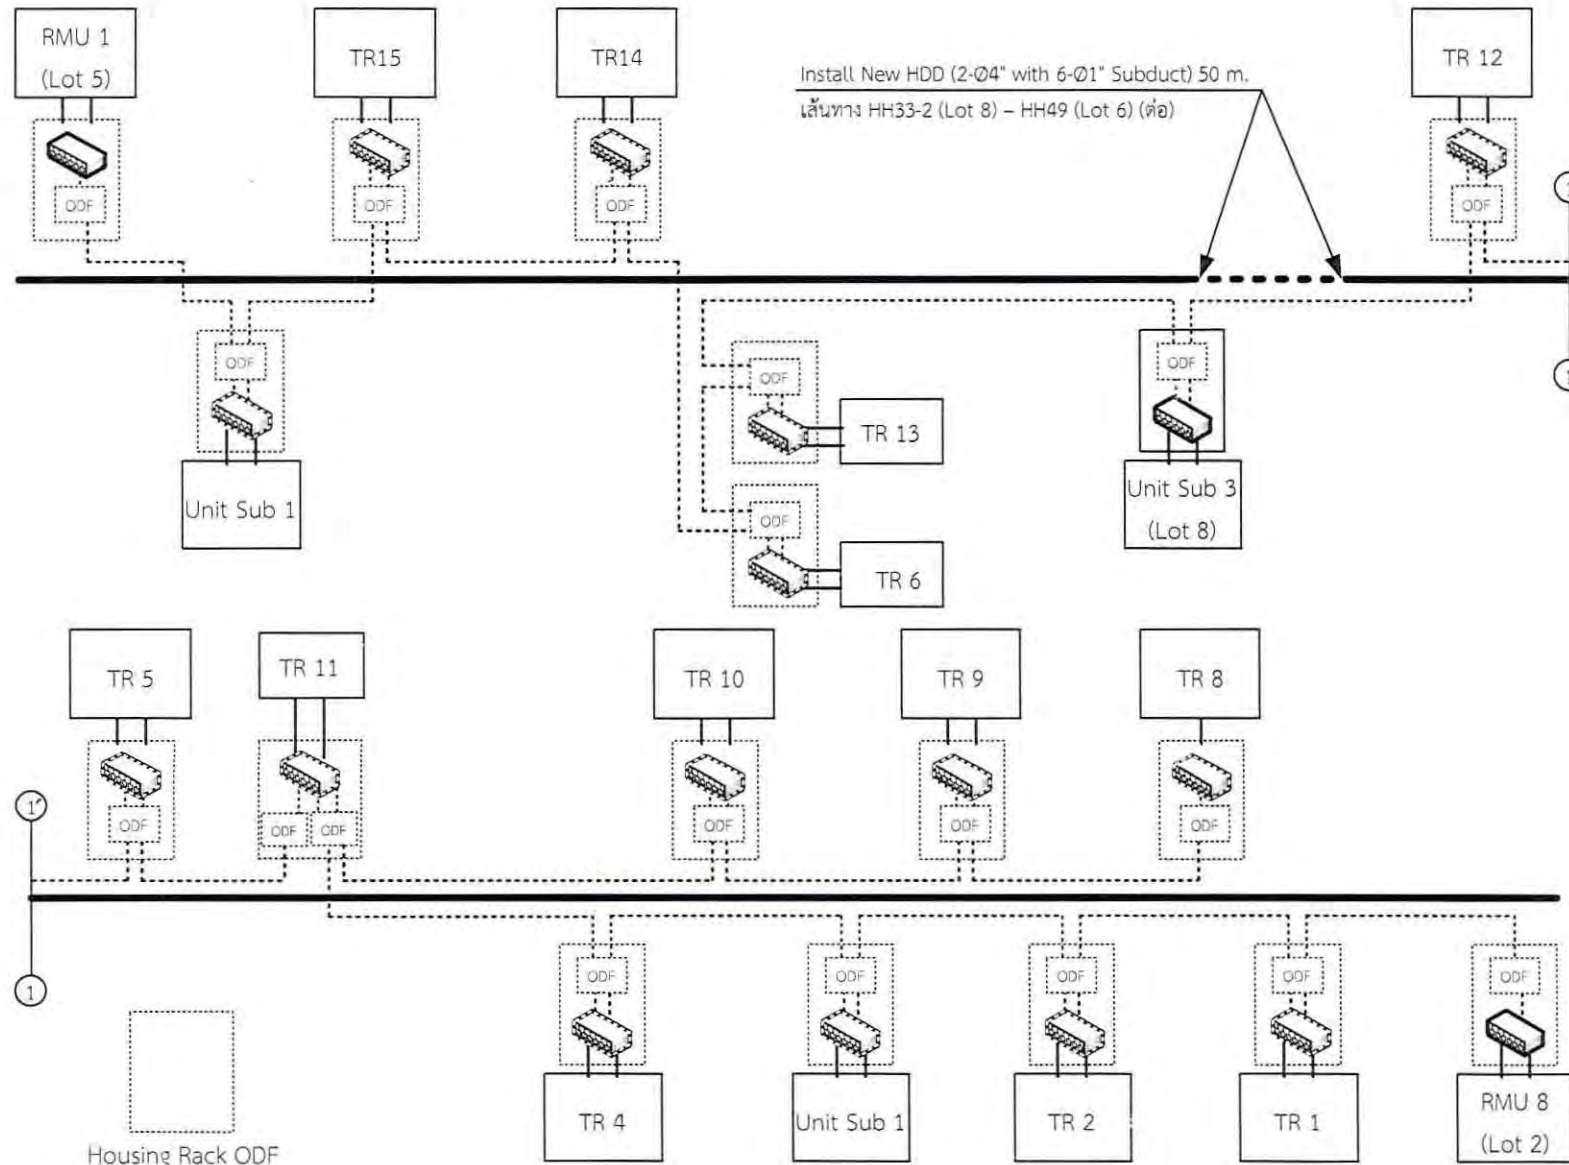 RMU 1
(Lot 5)
TR15
TR14
Install New HDD (2-Ø4" with 6-Ø1" Subduct) 50 m.
เส้นทาง HH33-2 (Lot 8) – HH49 (Lot 6) (ต่อ)
TR 12
ODF
ODF
ODF
ODF
ODF
ODF
ODF
TR 13
Unit Sub 1
Unit Sub 3
(Lot 8)
ODF
TR 6
TR 5
TR 11
TR 10
TR 9
TR 8
1'
ODF
ODF
ODF
ODF
ODF
ODF
1
ODF
ODF
ODF
ODF
ODF
TR 4
Unit Sub 1
TR 2
TR 1
RMU 8
(Lot 2)
Housing Rack ODF